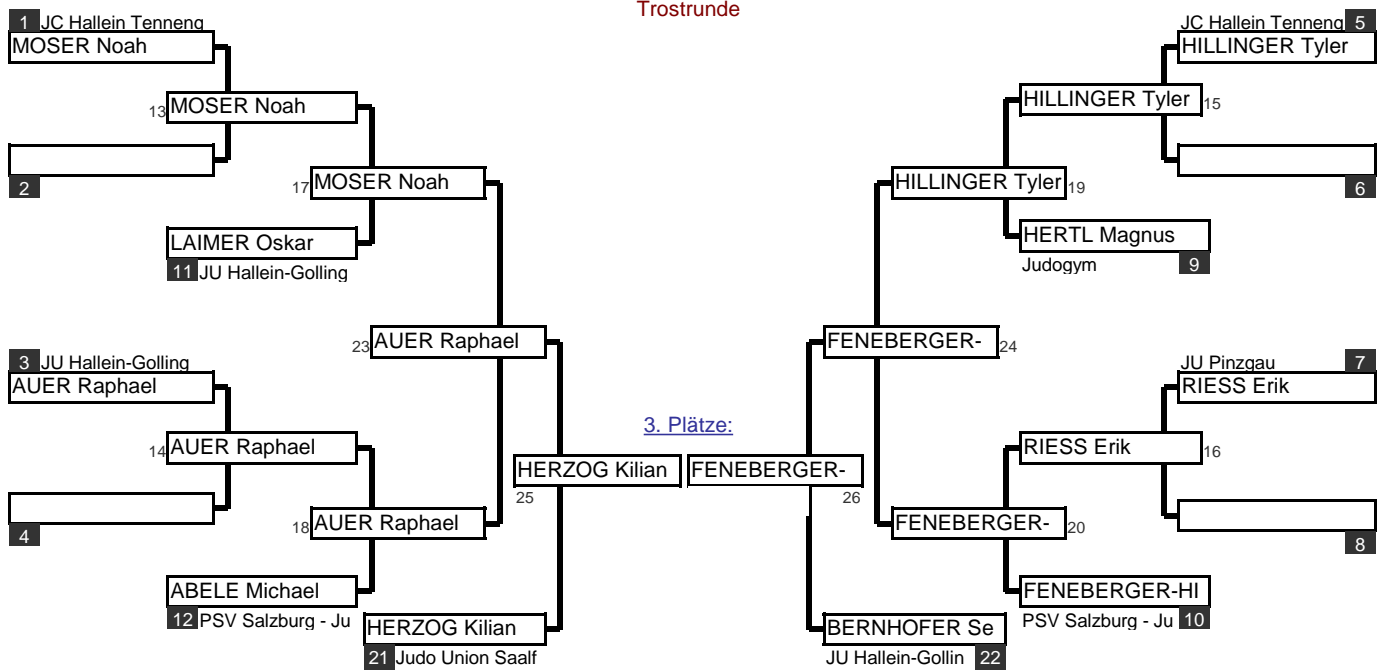 Trostrunde
1 JC Hallein Tenneng
MOSER Noah
13 MOSER Noah
2
17 MOSER Noah
LAIMER Oskar
11 JU Hallein-Golling
23 AUER Raphael
3 JU Hallein-Golling
AUER Raphael
14 AUER Raphael
4
18 AUER Raphael
ABELE Michael
12 PSV Salzburg - Ju
HERZOG Kilian
21 Judo Union Saalf
3. Plätze:
HERZOG Kilian
25
FENEBERGER-
26
JC Hallein Tenneng 5
HILLINGER Tyler
HILLINGER Tyler 15
6
HILLINGER Tyler 19
HERTL Magnus
Judogym 9
FENEBERGER- 24
JU Pinzgau 7
RIESS Erik
RIESS Erik 16
8
FENEBERGER- 20
FENEBERGER-HI
PSV Salzburg - Ju 10
BERNHOFER Se
JU Hallein-Gollin 22